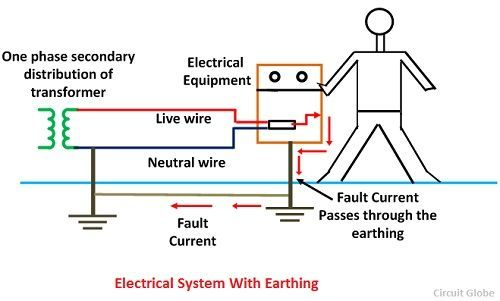 One phase secondary
distribution of
transformer
Electrical
Equipment
Live wire
Neutral wire
Fault
Current
Fault Current
Passes through the
earthing
Electrical System With Earthing
Circuit Globe